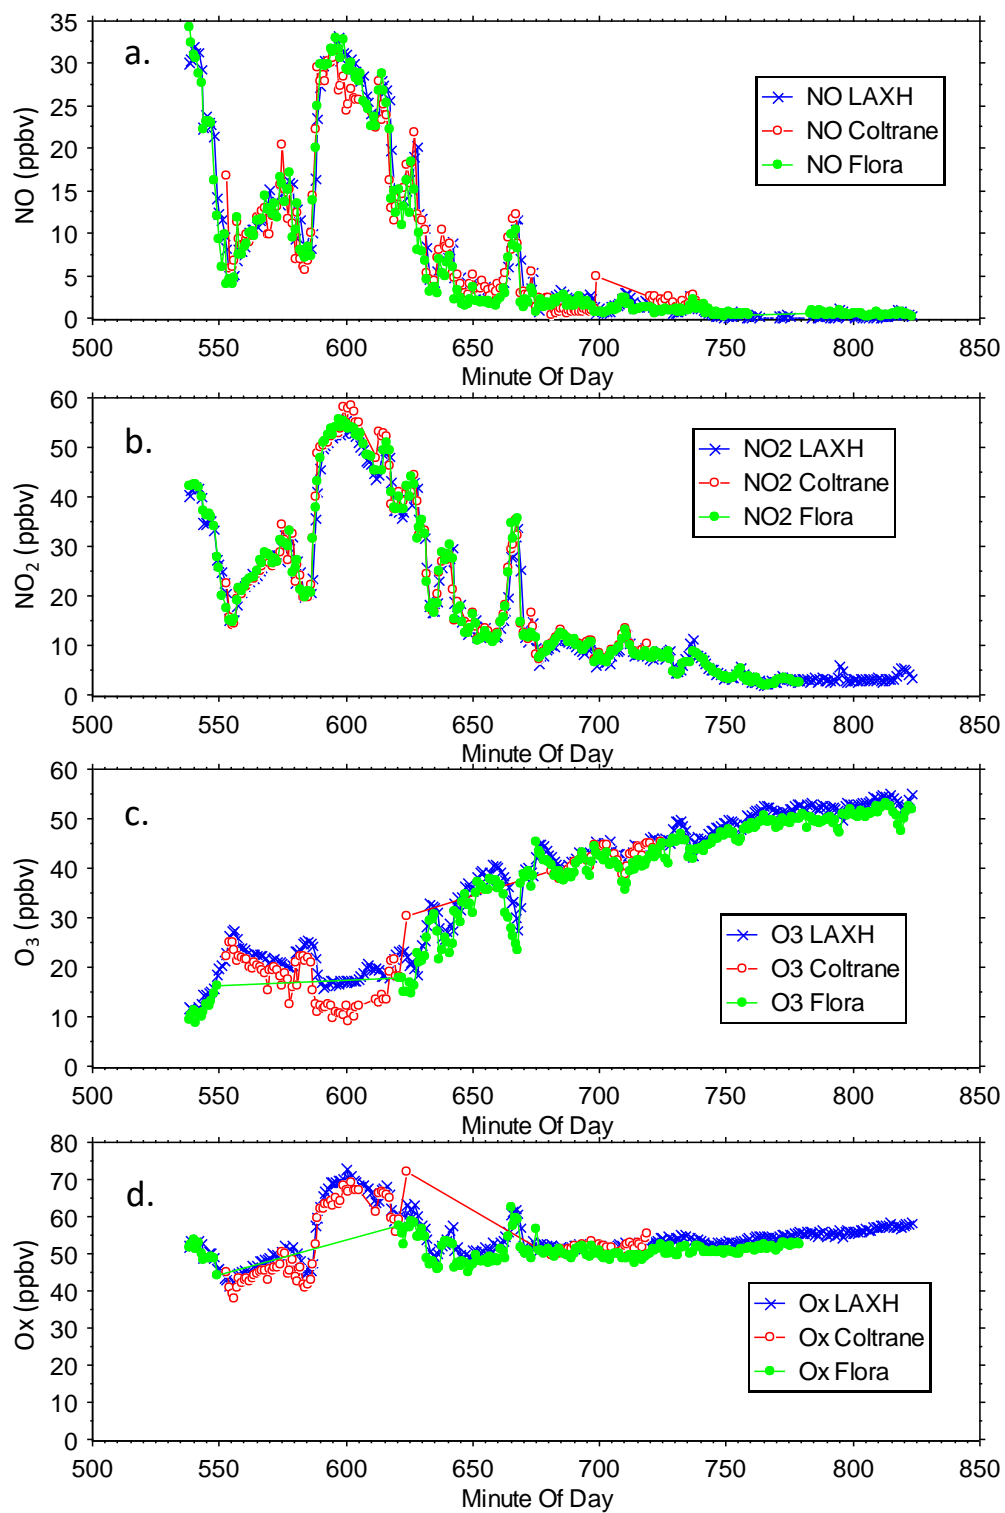 a.
35
30
25
20
15
10
5
0
NO (ppbv)
NO LAXH
NO Coltrane
NO Flora
500 550 600 650 700 750 800 850
Minute Of Day
b.
60
50
40
30
20
10
0
NO₂ (ppbv)
NO2 LAXH
NO2 Coltrane
NO2 Flora
500 550 600 650 700 750 800 850
Minute Of Day
c.
60
50
40
30
20
10
0
O₃ (ppbv)
O3 LAXH
O3 Coltrane
O3 Flora
500 550 600 650 700 750 800 850
Minute Of Day
d.
80
70
60
50
40
30
20
10
0
Ox (ppbv)
Ox LAXH
Ox Coltrane
Ox Flora
500 550 600 650 700 750 800 850
Minute Of Day